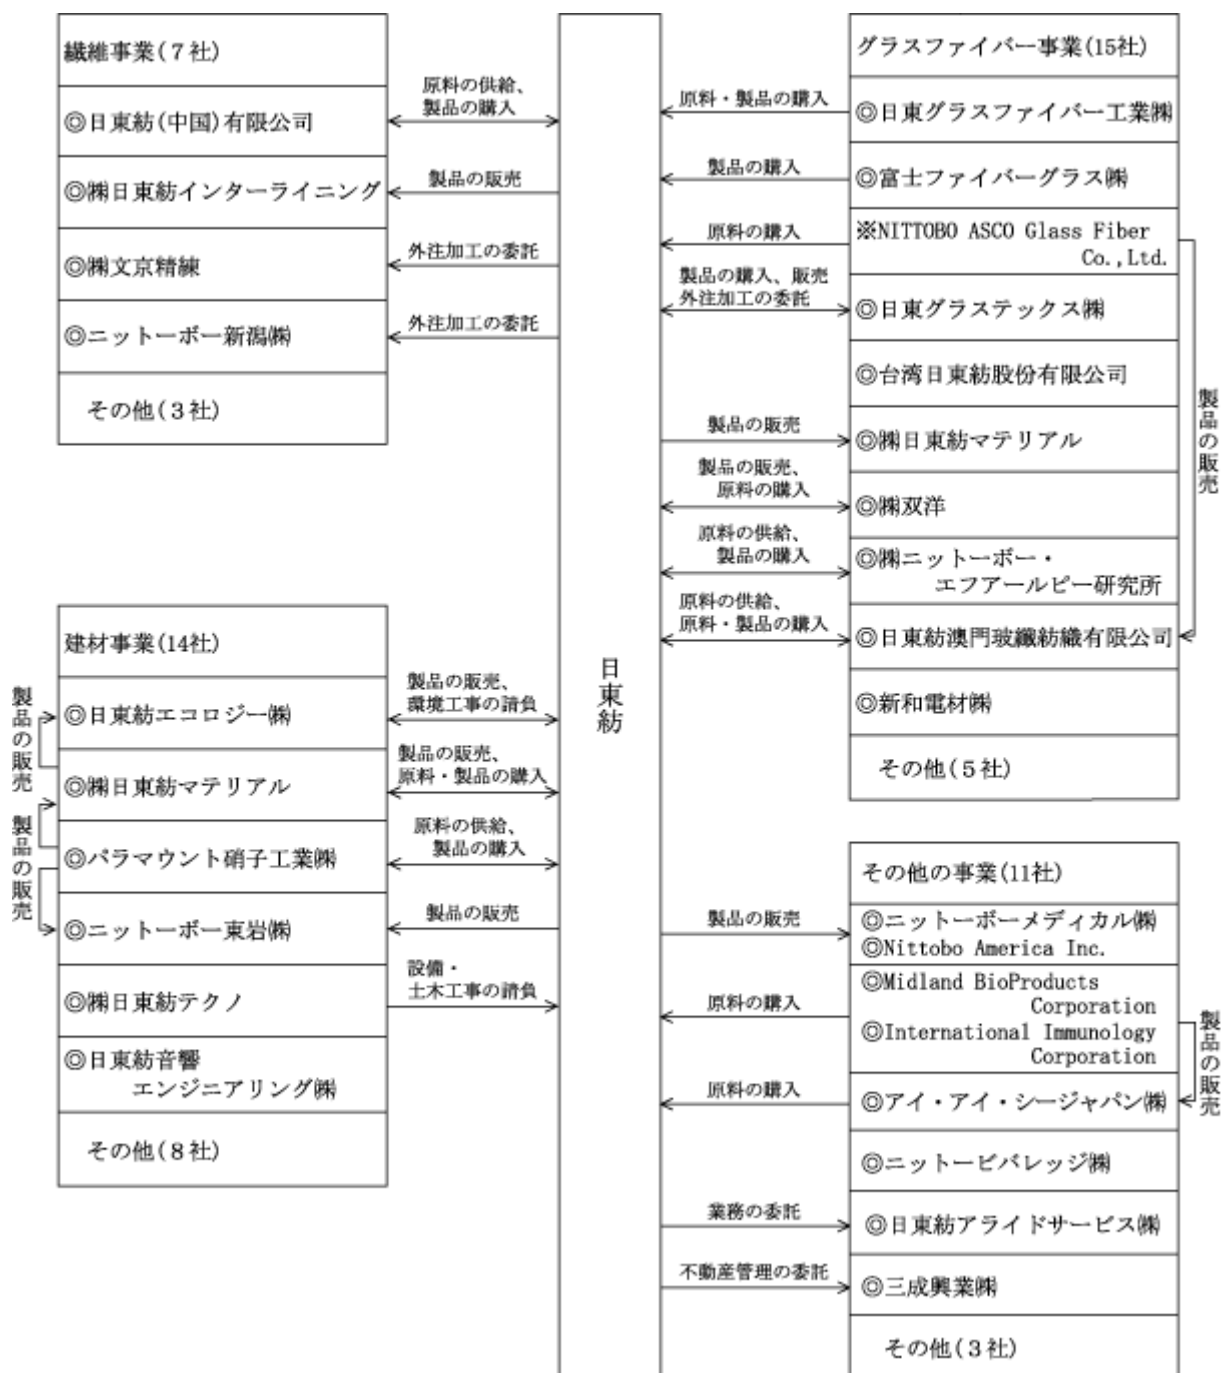 繊維事業(7社)
原料の供給、
製品の購入
◎日東紡(中国)有限公司
製品の販売
◎㈱日東紡インターライニング
外注加工の委託
◎㈱文京精練
外注加工の委託
◎ニットーボー新潟㈱
その他(3社)
建材事業(14社)
製品の販売、
環境工事の請負
◎日東紡エコロジー㈱
製品の販売
製品の販売、
原料・製品の購入
◎㈱日東紡マテリアル
製品の販売
原料の供給、
製品の購入
◎パラマウント硝子工業㈱
製品の販売
◎ニットーボー東岩㈱
設備・
土木工事の請負
◎㈱日東紡テクノ
◎日東紡音響
エンジニアリング㈱
その他(8社)
日東紡
グラスファイバー事業(15社)
原料・製品の購入
◎日東グラスファイバー工業㈱
製品の購入
◎富士ファイバーグラス㈱
原料の購入
※NITTOBO ASCO Glass Fiber
Co.,Ltd.
製品の購入、販売
外注加工の委託
◎日東グラステックス㈱
◎台湾日東紡股份有限公司
製品の販売
製品の販売
◎㈱日東紡マテリアル
製品の販売、
原料の購入
◎㈱双洋
原料の供給、
製品の購入
◎㈱ニットーボー・
エフアールピー研究所
原料の供給、
原料・製品の購入
◎日東紡澳門玻纖紡織有限公司
◎新和電材㈱
その他(5社)
その他の事業(11社)
製品の販売
◎ニットーボーメディカル㈱
◎Nittobo America Inc.
◎Midland BioProducts
Corporation
原料の購入
◎International Immunology
Corporation
製品の販売
原料の購入
◎アイ・アイ・シージャパン㈱
◎ニットービバレッジ㈱
業務の委託
◎日東紡アライドサービス㈱
不動産管理の委託
◎三成興業㈱
その他(3社)